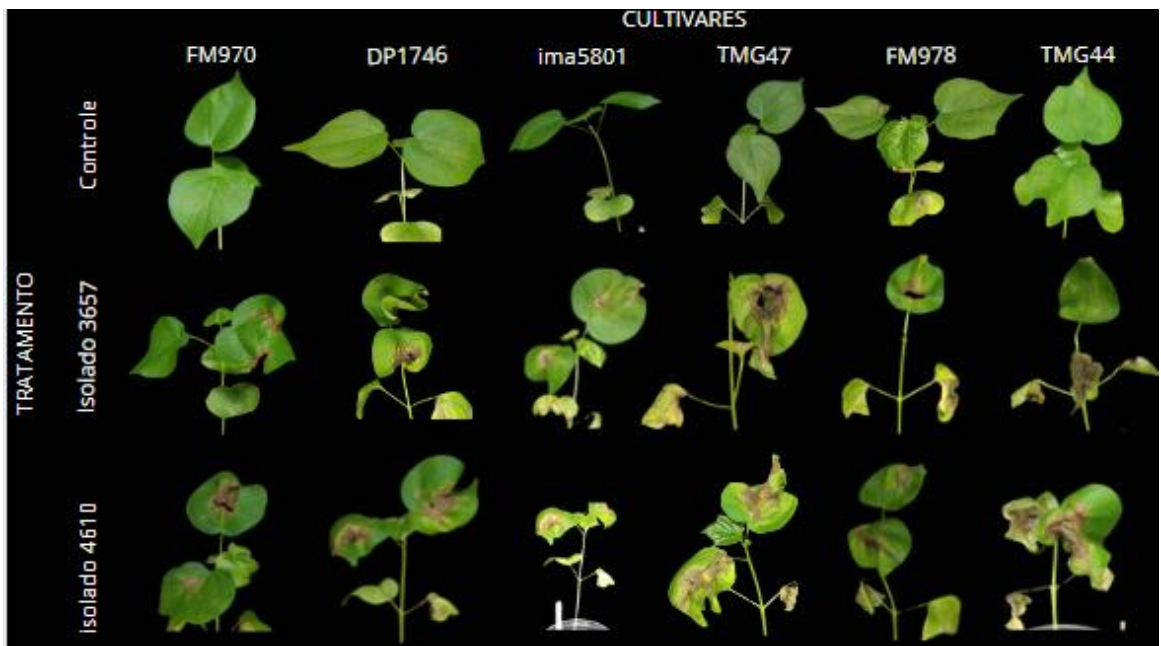 CULTIVARES
FM970 DP1746 ima5801 TMG47 FM978 TMG44
TRATAMENTO
Controle
Isolado 3657
Isolado 4610